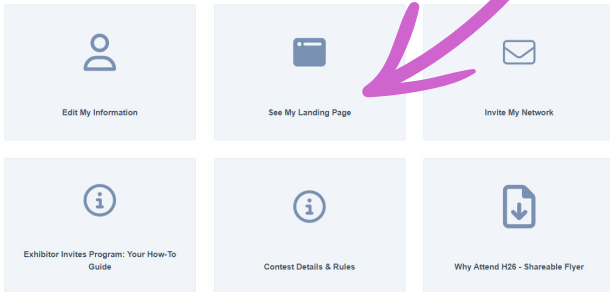 Edit My Information
See My Landing Page
Invite My Network
Exhibitor Invites Program: Your How-To
Guide
Contest Details & Rules
Why Attend H26 - Shareable Flyer